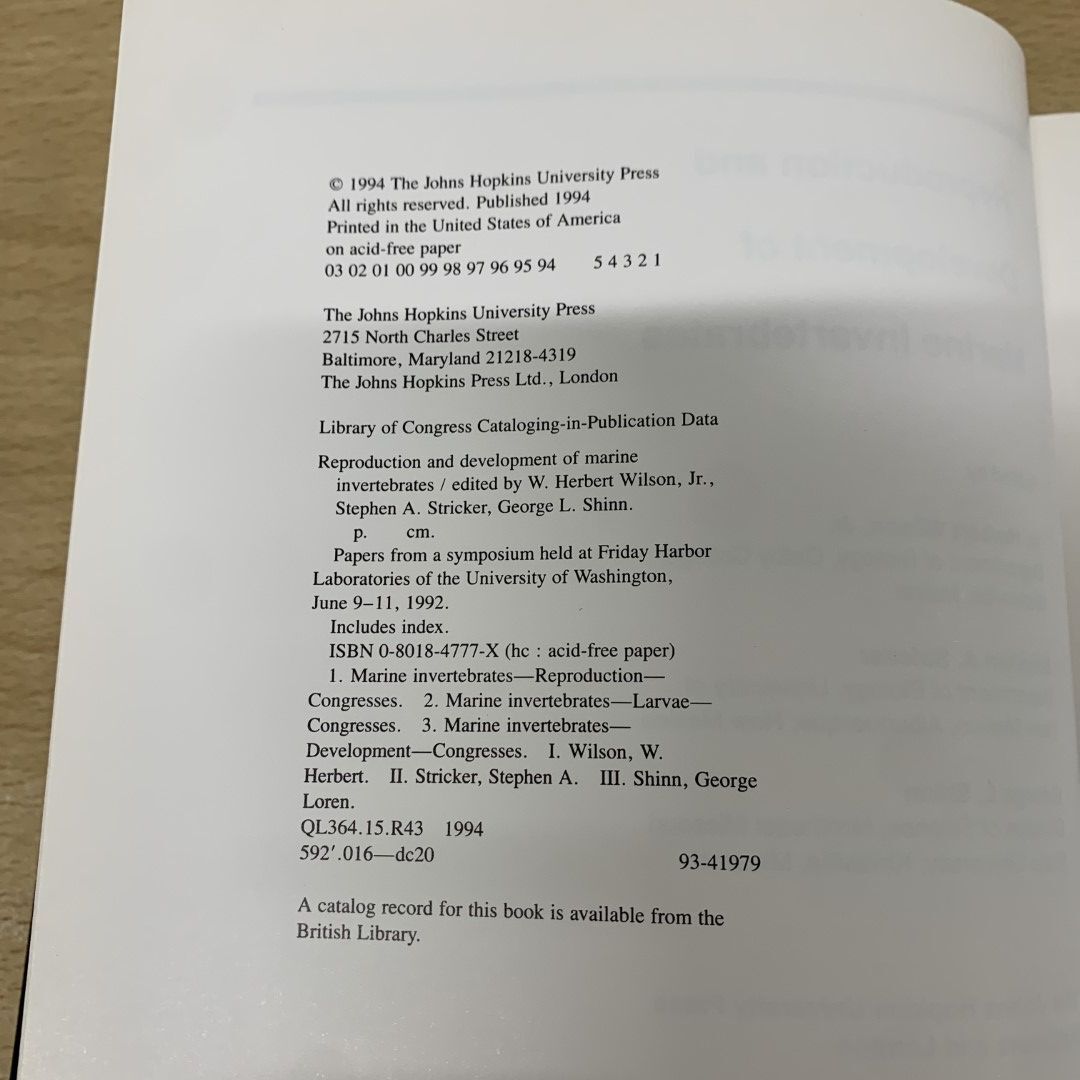 © 1994 The Johns Hopkins University Press
All rights reserved. Published 1994
Printed in the United States of America
on acid-free paper
03 02 01 00 99 98 97 96 95 94 5 4 3 2 1
The Johns Hopkins University Press
2715 North Charles Street
Baltimore, Maryland 21218-4319
The Johns Hopkins Press Ltd., London
Library of Congress Cataloging-in-Publication Data
Reproduction and development of marine
invertebrates / edited by W. Herbert Wilson, Jr.,
Stephen A. Stricker, George L. Shinn.
p. cm.
Papers from a symposium held at Friday Harbor
Laboratories of the University of Washington,
June 9–11, 1992.
Includes index.
ISBN 0-8018-4777-X (hc : acid-free paper)
1. Marine invertebrates—Reproduction—
Congresses. 2. Marine invertebrates—Larvae—
Congresses. 3. Marine invertebrates—
Development—Congresses. I. Wilson, W.
Herbert. II. Stricker, Stephen A. III. Shinn, George
Loren.
QL364.15.R43 1994
592′.016—dc20 93-41979
A catalog record for this book is available from the
British Library.